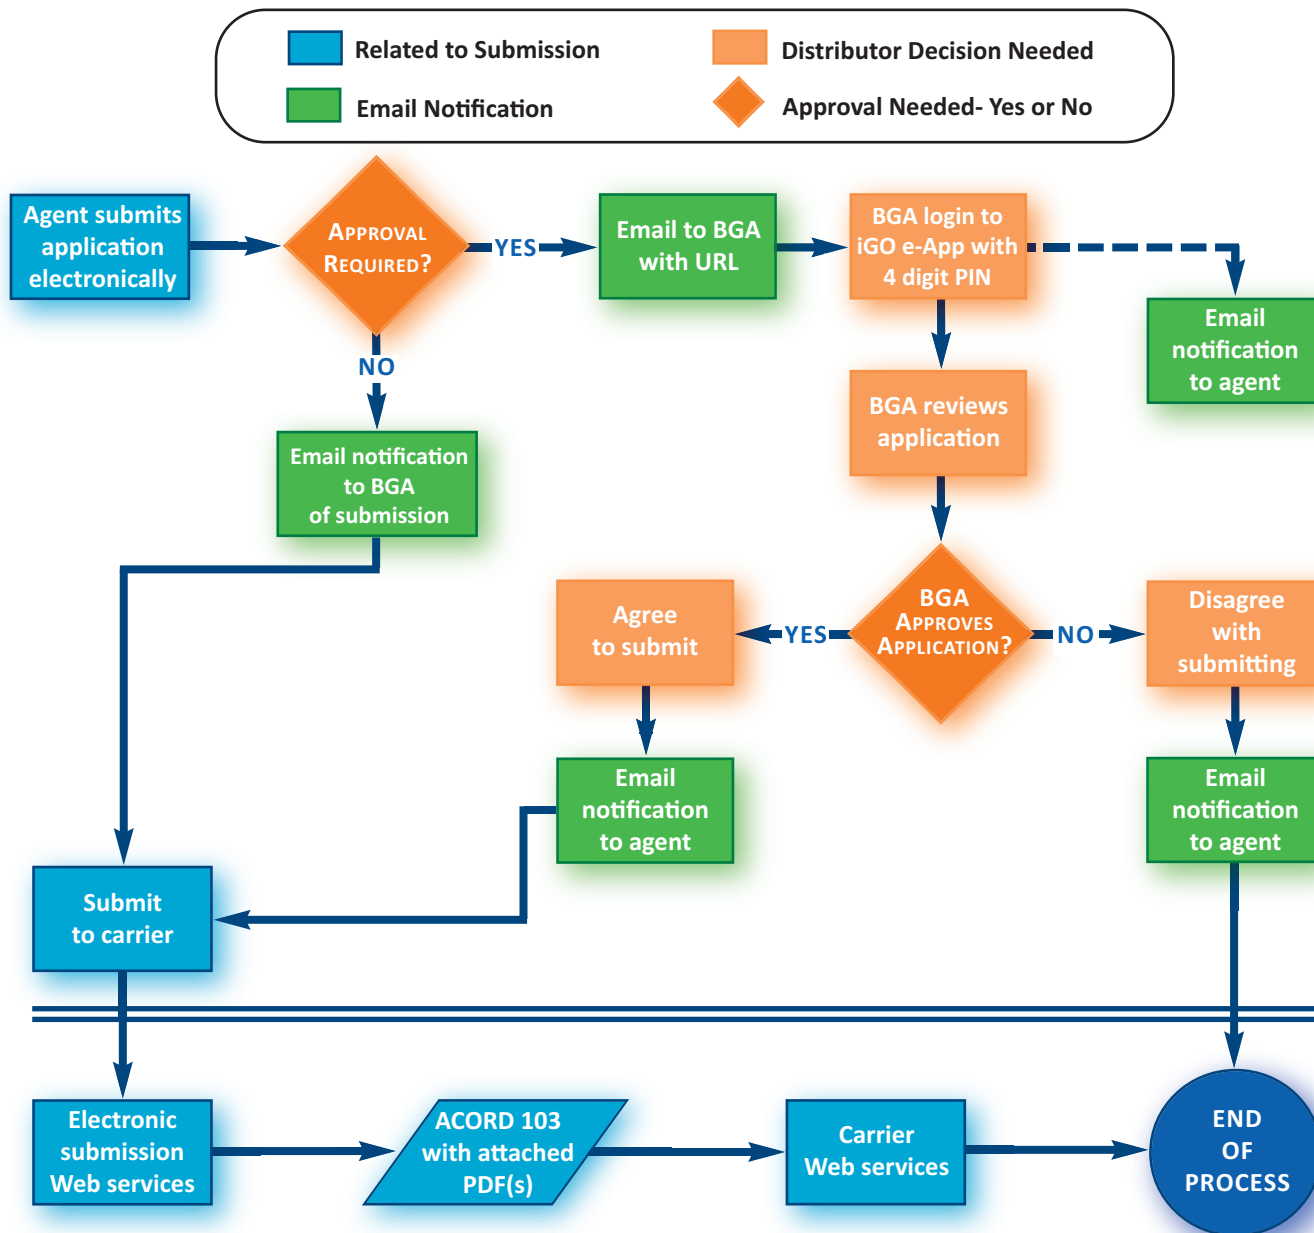 Related to Submission
Distributor Decision Needed
Email Notification
Approval Needed- Yes or No
Agent submits
application
electronically
APPROVAL
REQUIRED?
YES
Email to BGA
with URL
BGA login to
iGO e-App with
4 digit PIN
Email
notification
to agent
NO
BGA reviews
application
Email notification
to BGA
of submission
Agree
to submit
YES
BGA
APPROVES
APPLICATION?
NO
Disagree
with
submitting
Email
notification
to agent
Email
notification
to agent
Submit
to carrier
Electronic
submission
Web services
ACORD 103
with attached
PDF(s)
Carrier
Web services
END
OF
PROCESS